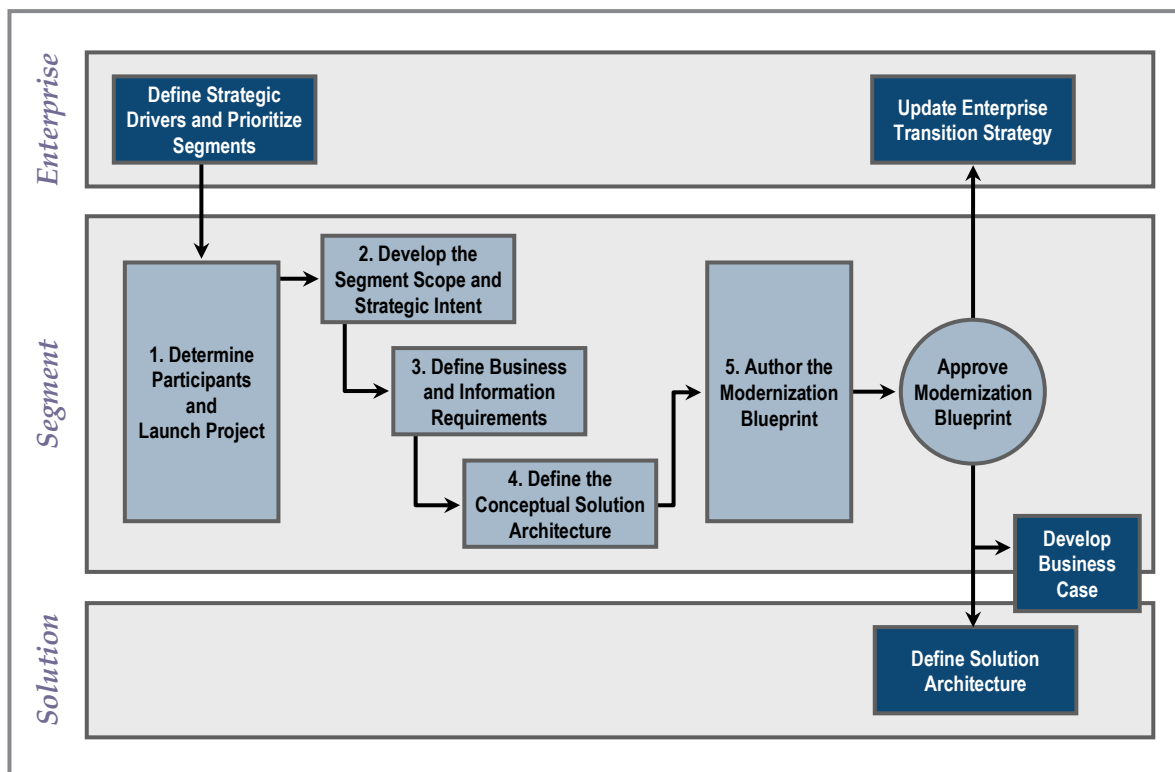 Enterprise
Define Strategic
Drivers and Prioritize
Segments
Update Enterprise
Transition Strategy
Segment
1. Determine
Participants
and
Launch Project
2. Develop the
Segment Scope and
Strategic Intent
3. Define Business
and Information
Requirements
4. Define the
Conceptual Solution
Architecture
5. Author the
Modernization
Blueprint
Approve
Modernization
Blueprint
Develop
Business
Case
Solution
Define Solution
Architecture